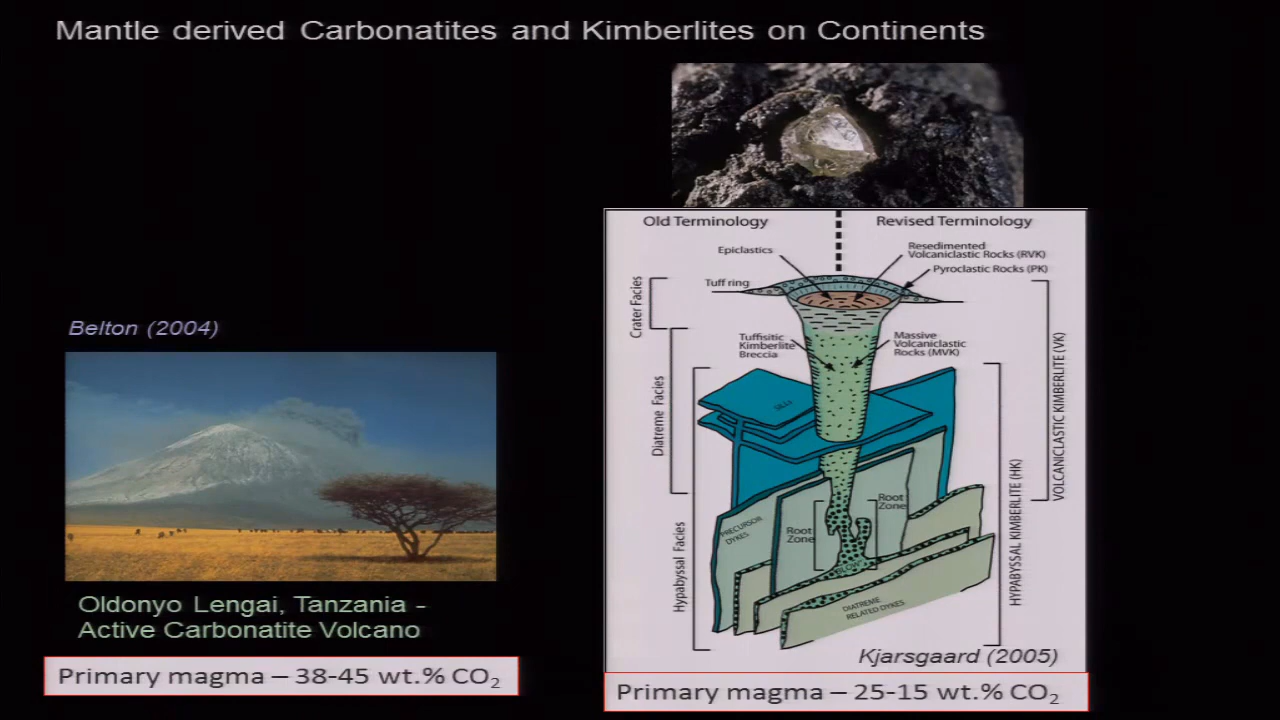 Mantle derived Carbonatites and Kimberlites on Continents
Belton (2004)
Oldonyo Lengai, Tanzania -
Active Carbonatite Volcano
Primary magma – 38-45 wt.% CO₂
Old Terminology
Revised Terminology
Epiclastics
Resedimented
Volcaniclastic Rocks (RVK)
Pyroclastic Rocks (PK)
Tuff ring
Crater Facies
Tuffisitic
Kimberlite
Breccia
Massive
Volcaniclastic
Rocks (MVK)
Diatreme Facies
VOLCANICLASTIC KIMBERLITE (VK)
Root
Zone
Root
Zone
PRECURSOR
DYKES
Hypabyssal Facies
HYPABYSSAL KIMBERLITE (HK)
DIATREME
RELATED DYKES
Kjarsgaard (2005)
Primary magma – 25-15 wt.% CO₂